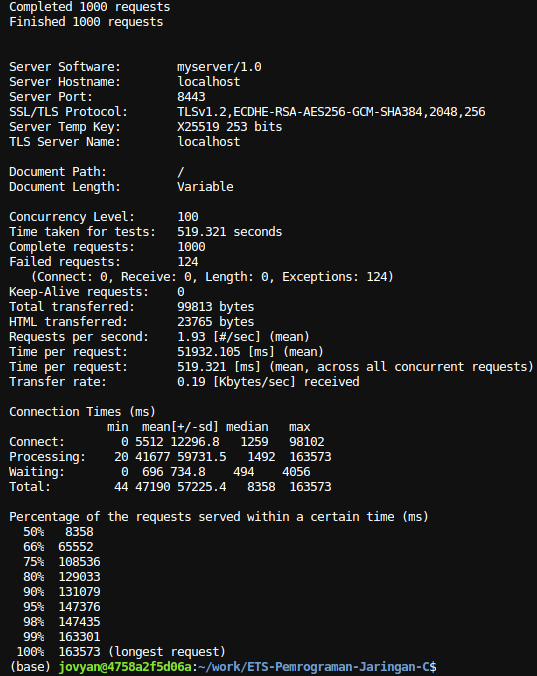 Completed 1000 requests
Finished 1000 requests
Server Software: myserver/1.0
Server Hostname: localhost
Server Port: 8443
SSL/TLS Protocol: TLSv1.2,ECDHE-RSA-AES256-GCM-SHA384,2048,256
Server Temp Key: X25519 253 bits
TLS Server Name: localhost
Document Path: /
Document Length: Variable
Concurrency Level: 100
Time taken for tests: 519.321 seconds
Complete requests: 1000
Failed requests: 124
(Connect: 0, Receive: 0, Length: 0, Exceptions: 124)
Keep-Alive requests: 0
Total transferred: 99813 bytes
HTML transferred: 23765 bytes
Requests per second: 1.93 [#/sec] (mean)
Time per request: 51932.105 [ms] (mean)
Time per request: 519.321 [ms] (mean, across all concurrent requests)
Transfer rate: 0.19 [Kbytes/sec] received
Connection Times (ms)
min mean[+/-sd] median max
Connect: 0 5512 12296.8 1259 98102
Processing: 20 41677 59731.5 1492 163573
Waiting: 0 696 734.8 494 4056
Total: 44 47190 57225.4 8358 163573
Percentage of the requests served within a certain time (ms)
50% 8358
66% 65552
75% 108536
80% 129033
90% 131079
95% 147376
98% 147435
99% 163301
100% 163573 (longest request)
(base) jovyan@4758a2f5d06a:~/work/ETS-Pemrograman-Jaringan-C$